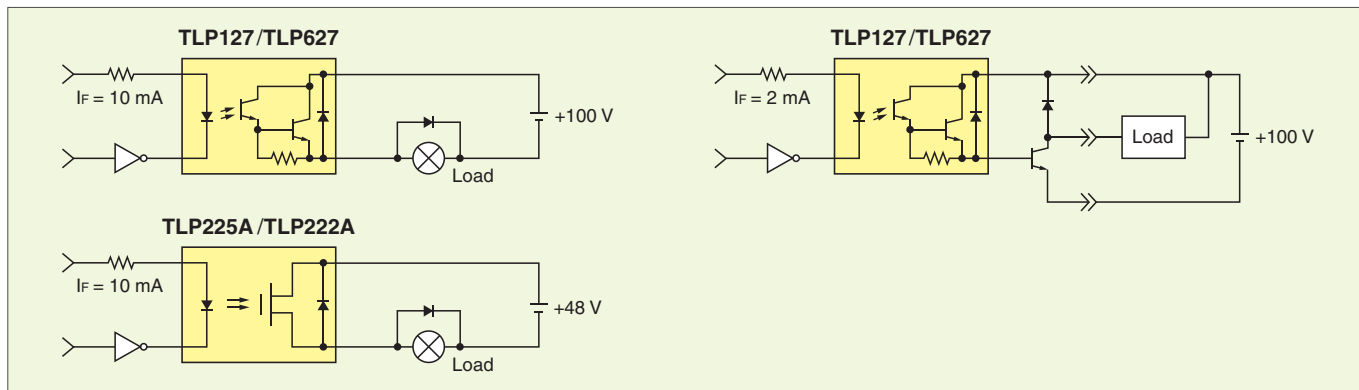 TLP127/TLP627
IF = 10 mA
+100 V
Load
TLP127/TLP627
IF = 2 mA
Load
+100 V
TLP225A/TLP222A
IF = 10 mA
+48 V
Load